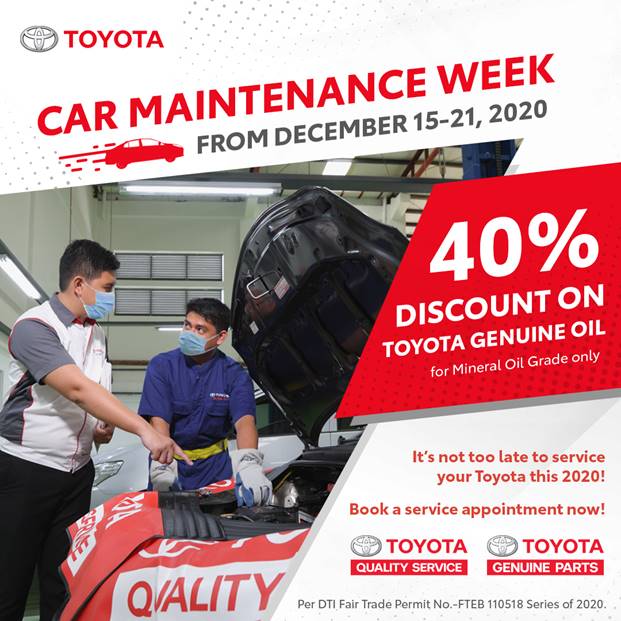 TOYOTA
CAR MAINTENANCE WEEK
FROM DECEMBER 15-21, 2020
40%
DISCOUNT ON
TOYOTA GENUINE OIL
for Mineral Oil Grade only
TOYOTA
QUALITY
It's not too late to service
your Toyota this 2020!
Book a service appointment now!
TOYOTA
QUALITY SERVICE
TOYOTA
GENUINE PARTS
Per DTI Fair Trade Permit No.-FTEB 110518 Series of 2020.